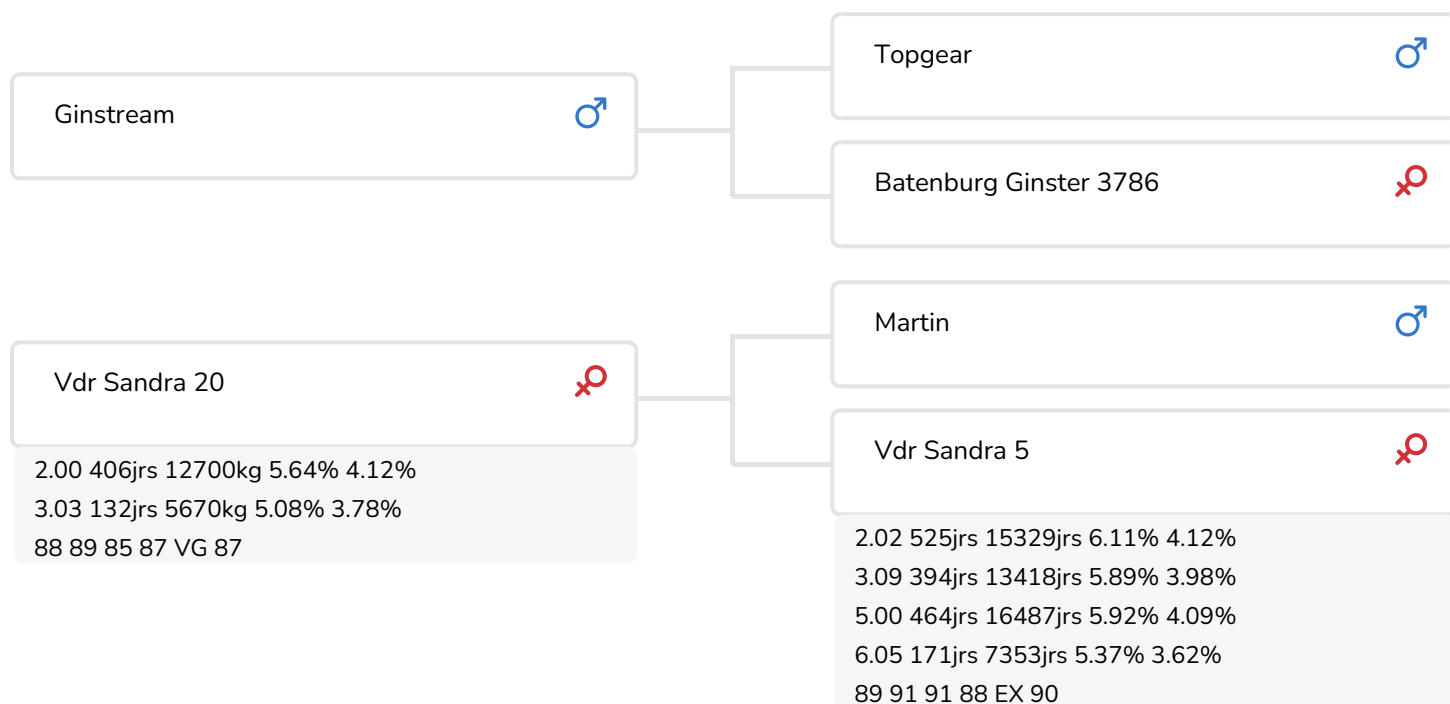 Ginstream
Topgear
Batenburg Ginster 3786
Vdr Sandra 20
2.00 406jrs 12700kg 5.64% 4.12%
3.03 132jrs 5670kg 5.08% 3.78%
88 89 85 87 VG 87
Martin
Vdr Sandra 5
2.02 525jrs 15329jrs 6.11% 4.12%
3.09 394jrs 13418jrs 5.89% 3.98%
5.00 464jrs 16487jrs 5.92% 4.09%
6.05 171jrs 7353jrs 5.37% 3.62%
89 91 91 88 EX 90